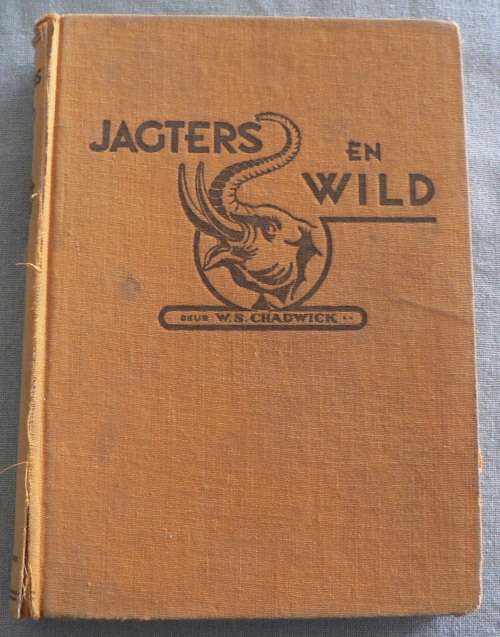 JAGTERS
EN
WILD
DEUR W. S. CHADWICK